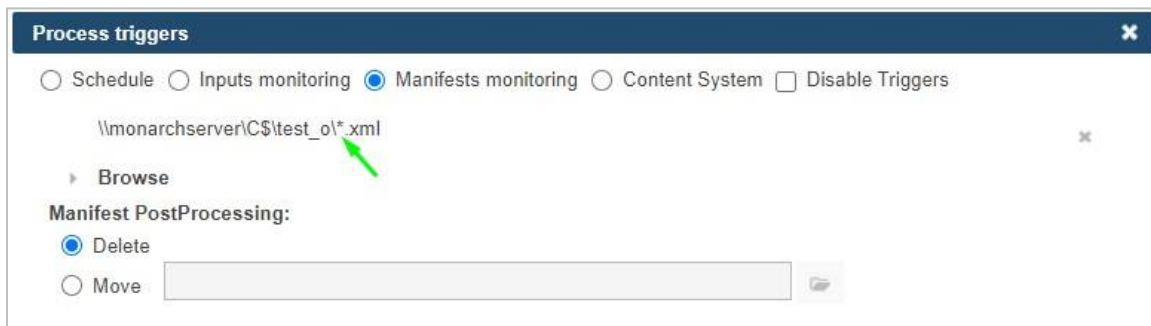 Process triggers
Schedule Inputs monitoring Manifests monitoring Content System Disable Triggers
\\monarchserver\C$\test_o\*.xml
Browse
Manifest PostProcessing:
Delete
Move